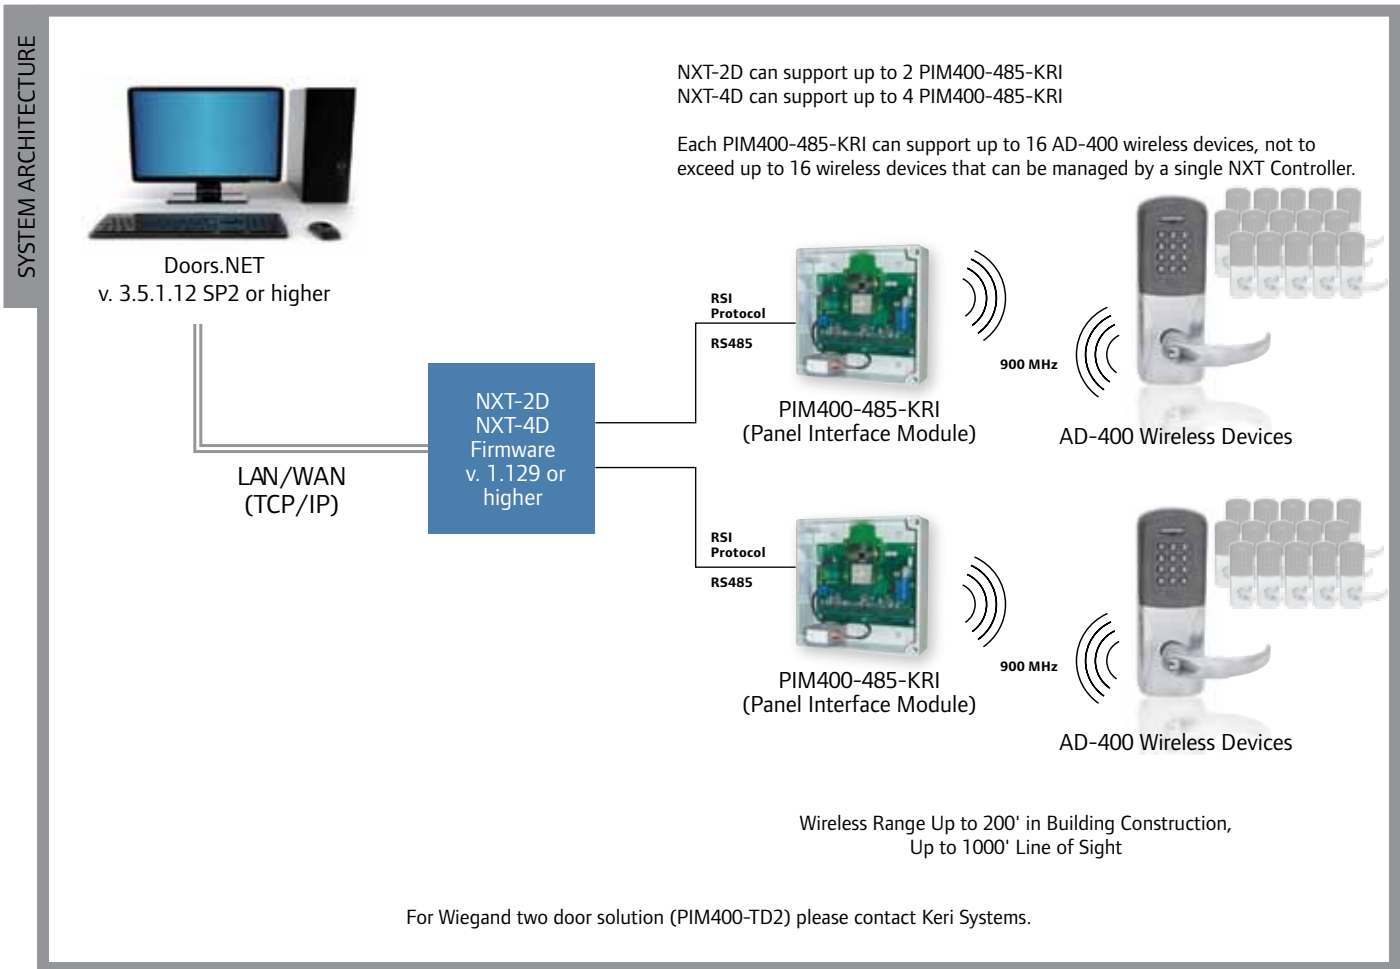 SYSTEM ARCHITECTURE
NXT-2D can support up to 2 PIM400-485-KRI
NXT-4D can support up to 4 PIM400-485-KRI
Each PIM400-485-KRI can support up to 16 AD-400 wireless devices, not to
exceed up to 16 wireless devices that can be managed by a single NXT Controller.
Doors.NET
v. 3.5.1.12 SP2 or higher
LAN/WAN
(TCP/IP)
NXT-2D
NXT-4D
Firmware
v. 1.129 or
higher
RSI
Protocol
RS485
PIM400-485-KRI
(Panel Interface Module)
900 MHz
AD-400 Wireless Devices
RSI
Protocol
RS485
PIM400-485-KRI
(Panel Interface Module)
900 MHz
AD-400 Wireless Devices
Wireless Range Up to 200' in Building Construction,
Up to 1000' Line of Sight
For Wiegand two door solution (PIM400-TD2) please contact Keri Systems.